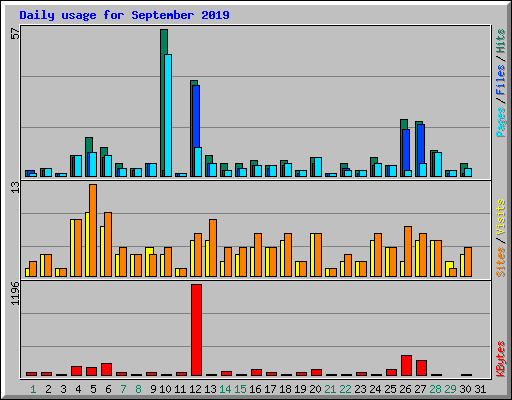 Daily usage for September 2019
57
Pages / Files / Hits
13
Sites / Visits
1196
KBytes
1 2 3 4 5 6 7 8 9 10 11 12 13 14 15 16 17 18 19 20 21 22 23 24 25 26 27 28 29 30 31